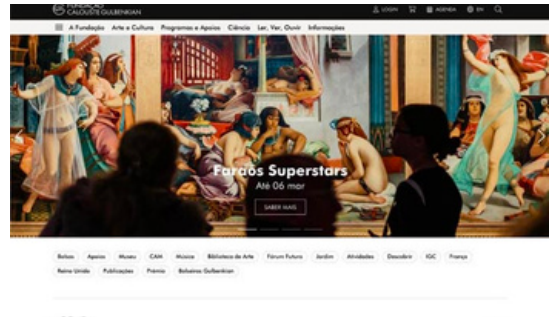 FUNDAÇÃO
CALOUSTE GULBENKIAN
LOGIN AGENDA EN
A Fundação Arte e Cultura Programas e Apoios Ciência Ler, Ver, Ouvir Informações
Faraós Superstars
Até 06 mar
SABER MAIS
Bolsas Apoios Museu CAM Música Biblioteca de Arte Fórum Futuro Jardim Atividades Descobrir IGC França
Reino Unido Publicações Prémio Bolseiros Gulbenkian